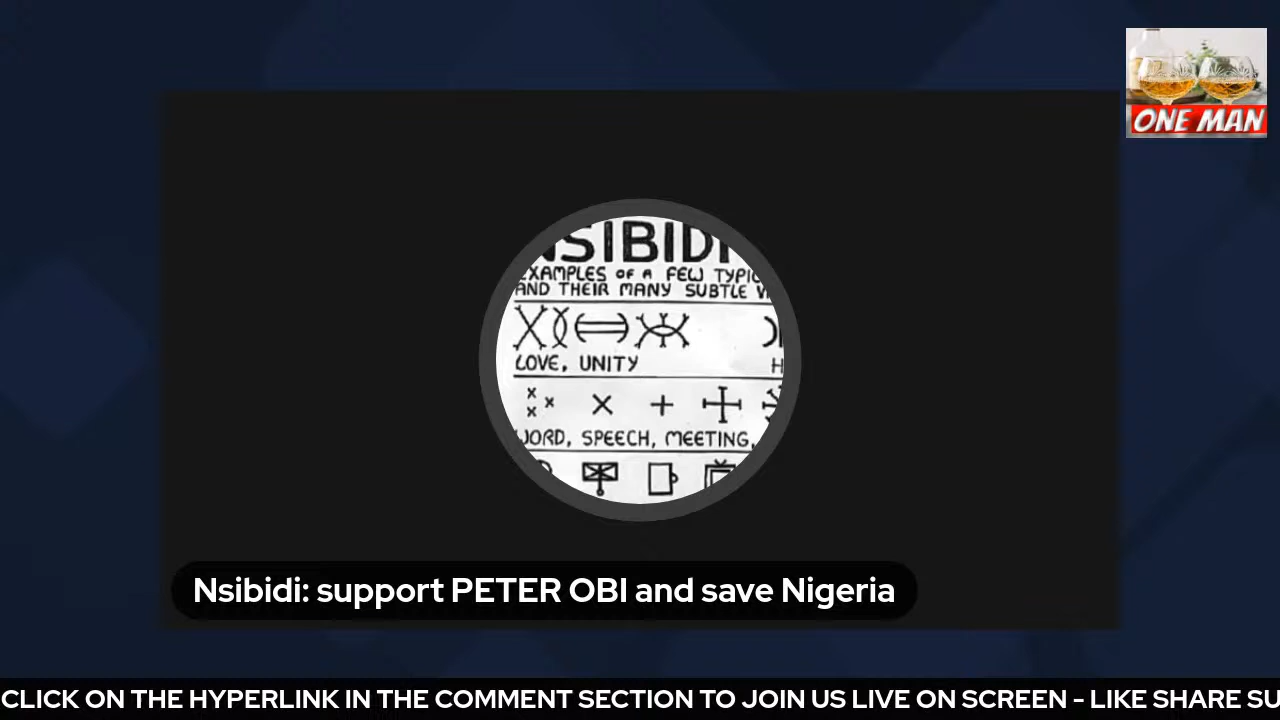 ONE MAN
NSIBIDI
EXAMPLES OF A FEW
AND THEIR MANY SUBTLE
LOVE, UNITY
H
WORD, SPEECH, MEETING,
Nsibidi: support PETER OBI and save Nigeria
CLICK ON THE HYPERLINK IN THE COMMENT SECTION TO JOIN US LIVE ON SCREEN - LIKE SHARE SU